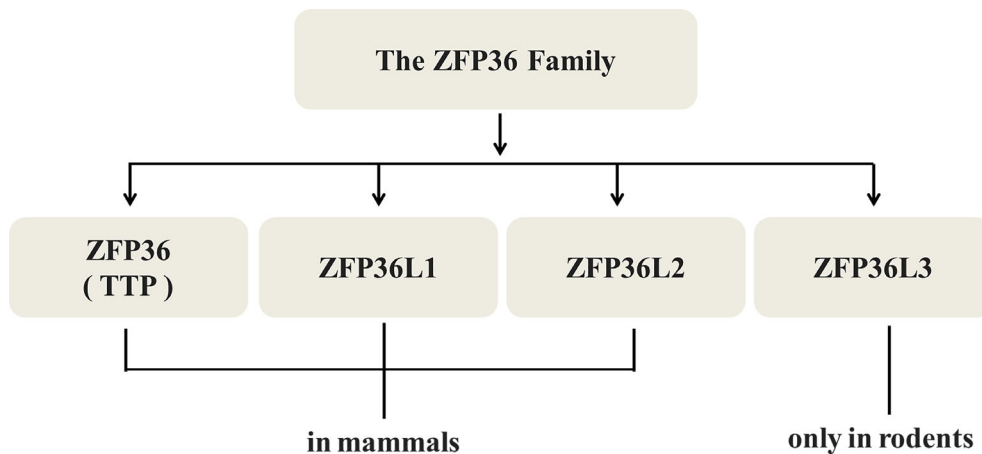 The ZFP36 Family
ZFP36
( TTP )
ZFP36L1
ZFP36L2
ZFP36L3
in mammals
only in rodents